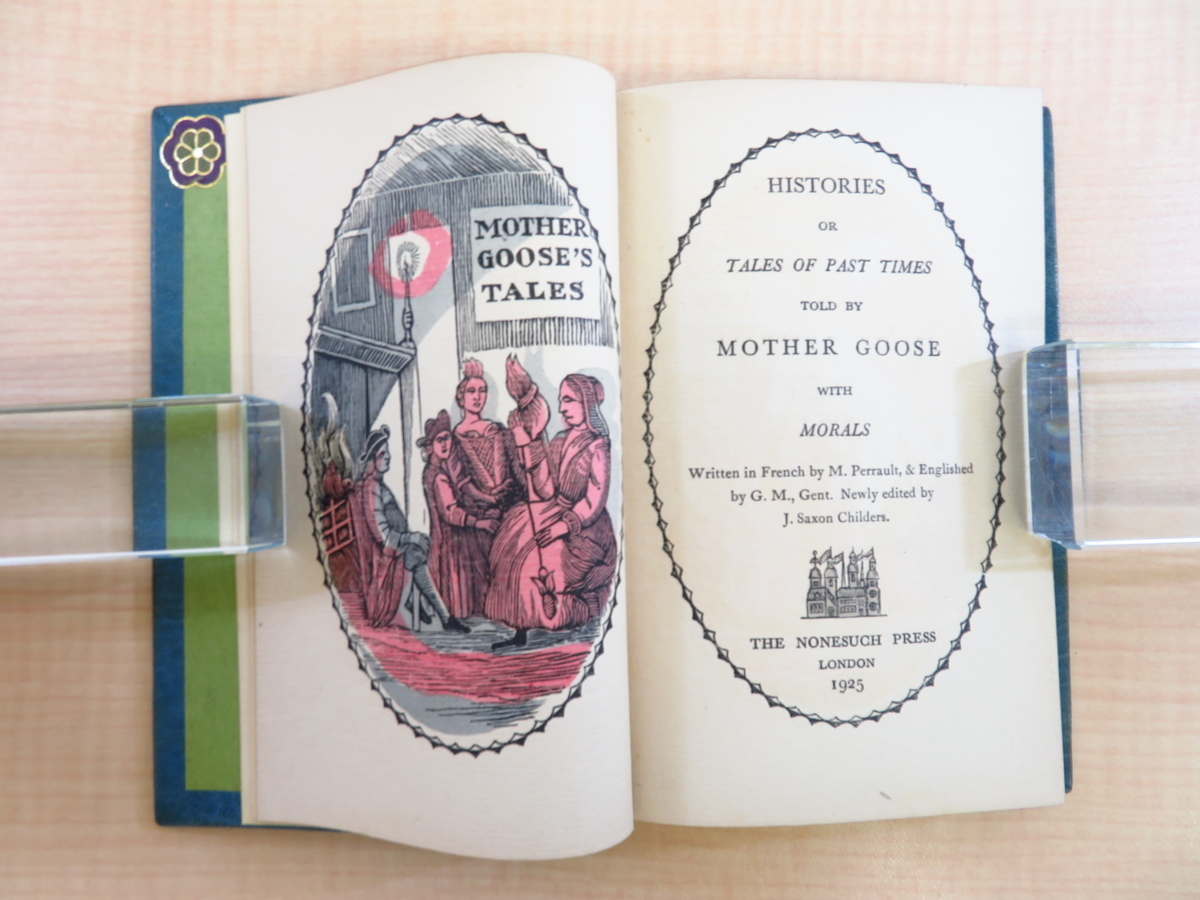 MOTHER
GOOSE'S
TALES
HISTORIES
OR
TALES OF PAST TIMES
TOLD BY
MOTHER GOOSE
WITH
MORALS
Written in French by M. Perrault, & Englished
by G. M., Gent. Newly edited by
J. Saxon Childers.
THE NONESUCH PRESS
LONDON
1925